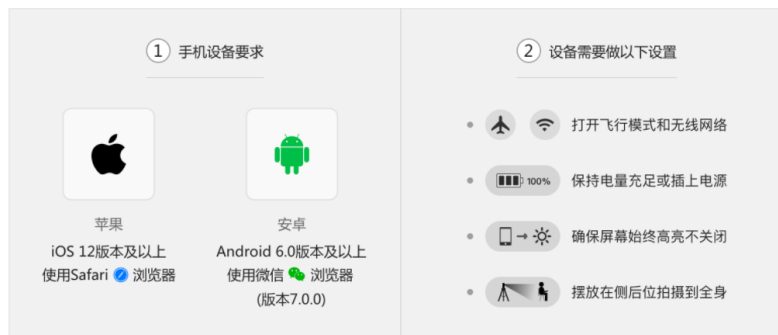 1 手机设备要求
苹果
iOS 12版本及以上
使用Safari 浏览器
安卓
Android 6.0版本及以上
使用微信 浏览器
(版本7.0.0)
2 设备需要做以下设置
打开飞行模式和无线网络
100% 保持电量充足或插上电源
确保屏幕始终高亮不关闭
摆放在侧后位拍摄到全身